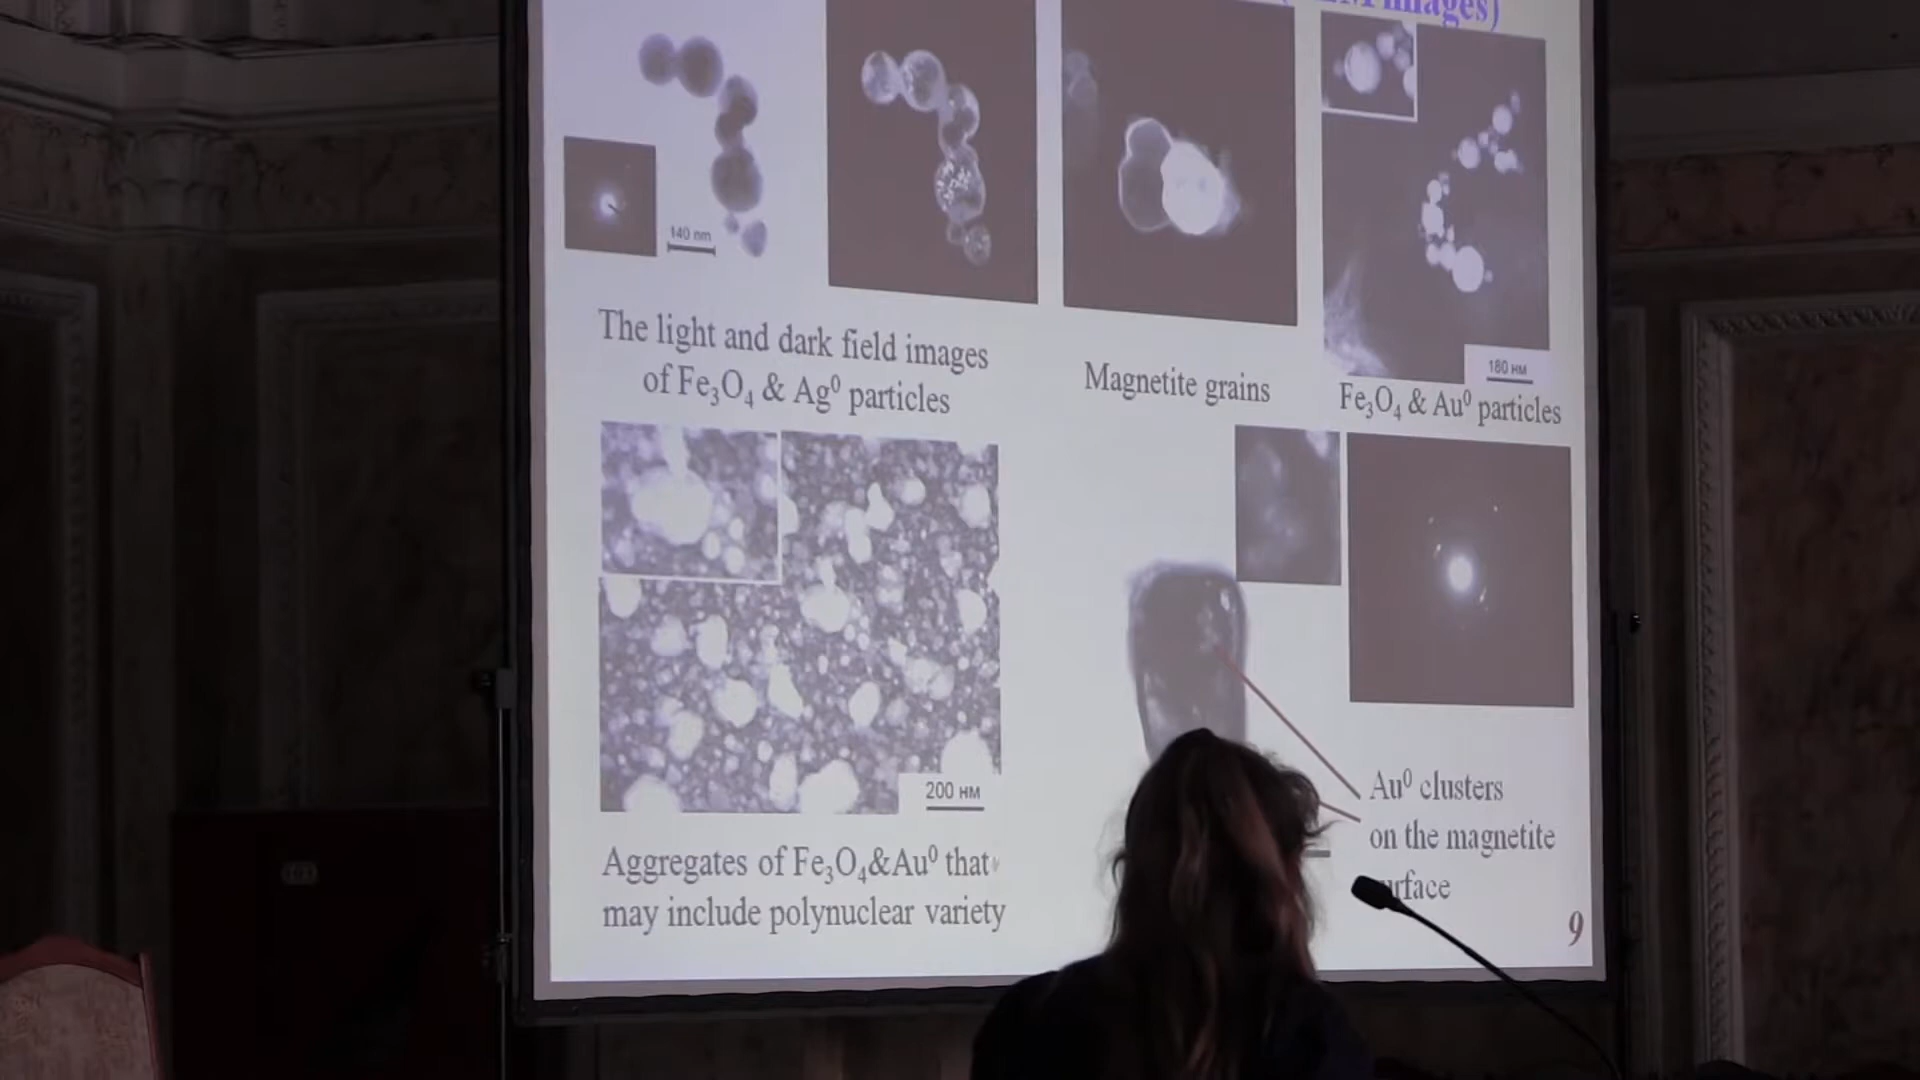 images)
140 nm
The light and dark field images
of Fe₃O₄ & Ag⁰ particles
Magnetite grains
180 нм
Fe₃O₄ & Au⁰ particles
200 нм
Aggregates of Fe₃O₄&Au⁰ that
may include polynuclear variety
Au⁰ clusters
on the magnetite
9